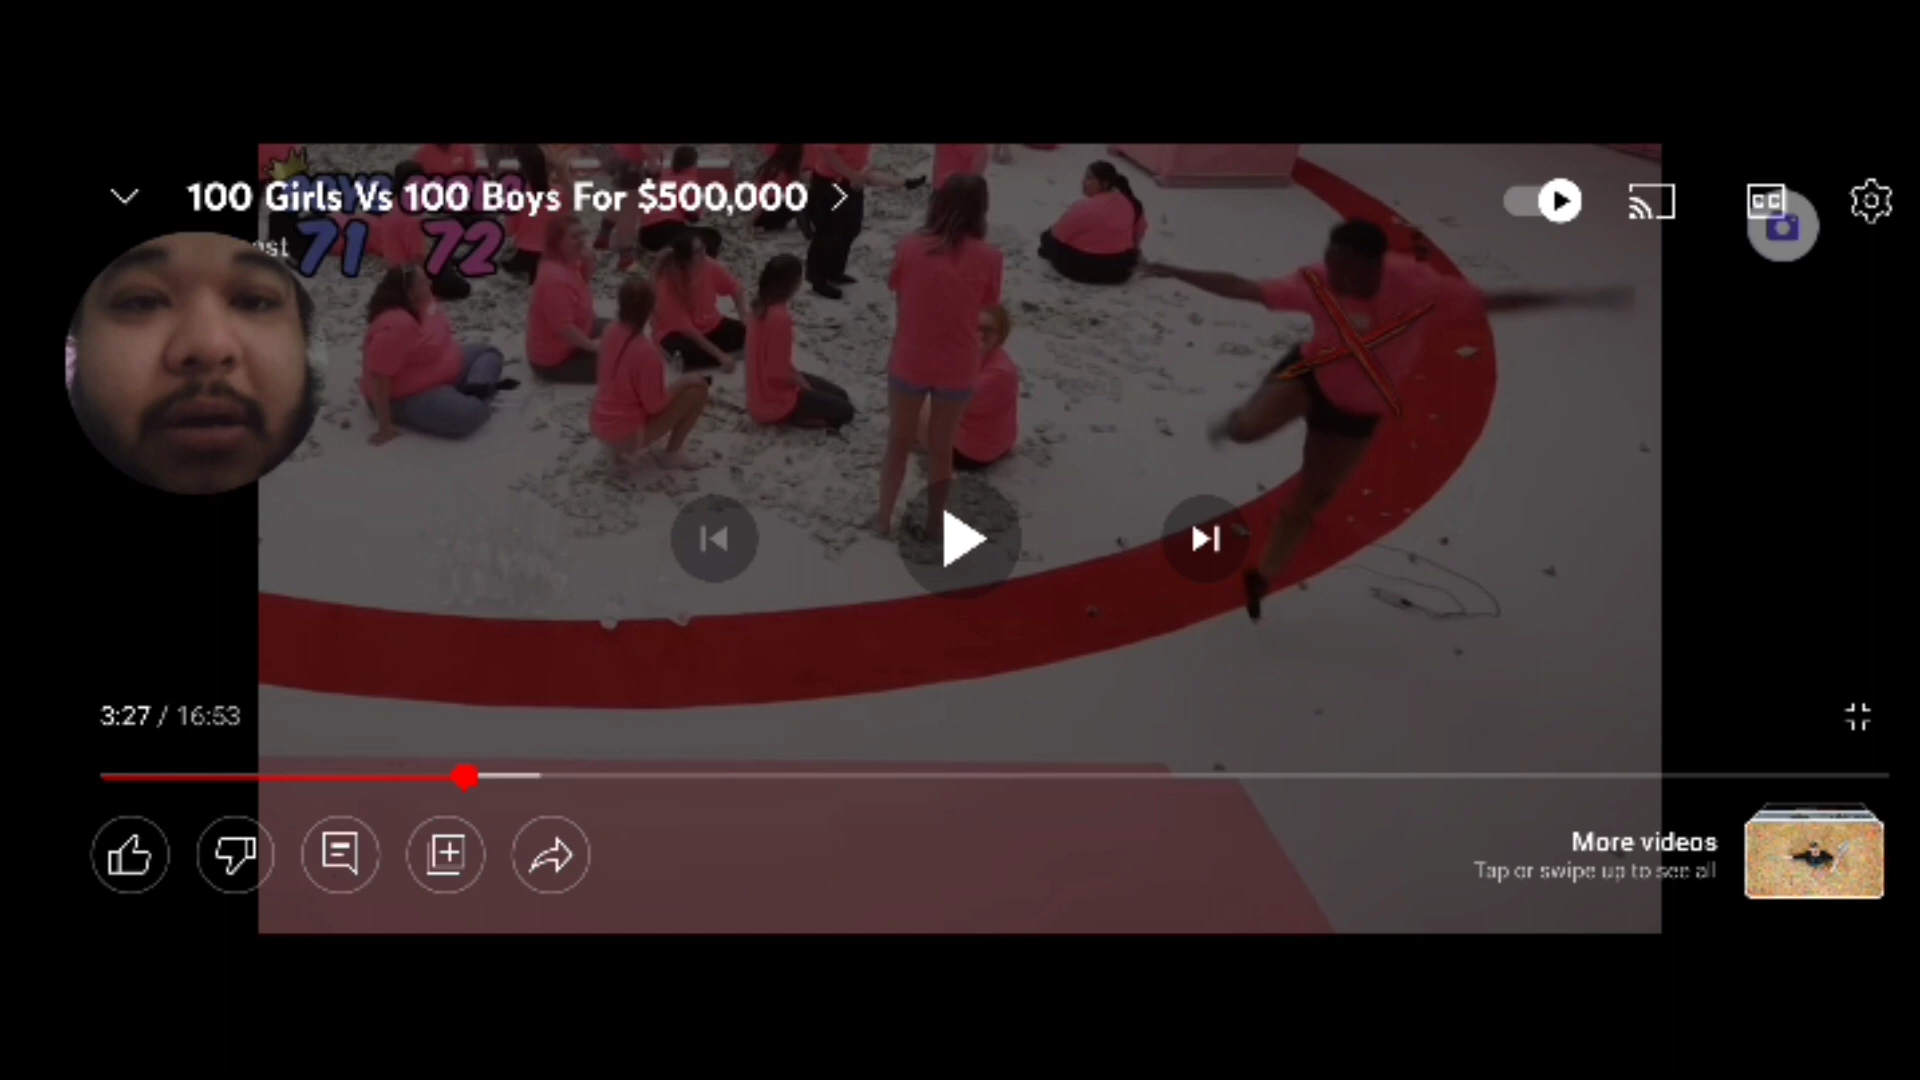 100 Girls Vs 100 Boys For $500,000
CC
71 72
3:27 / 16:53
More videos
Tap or swipe up to see all